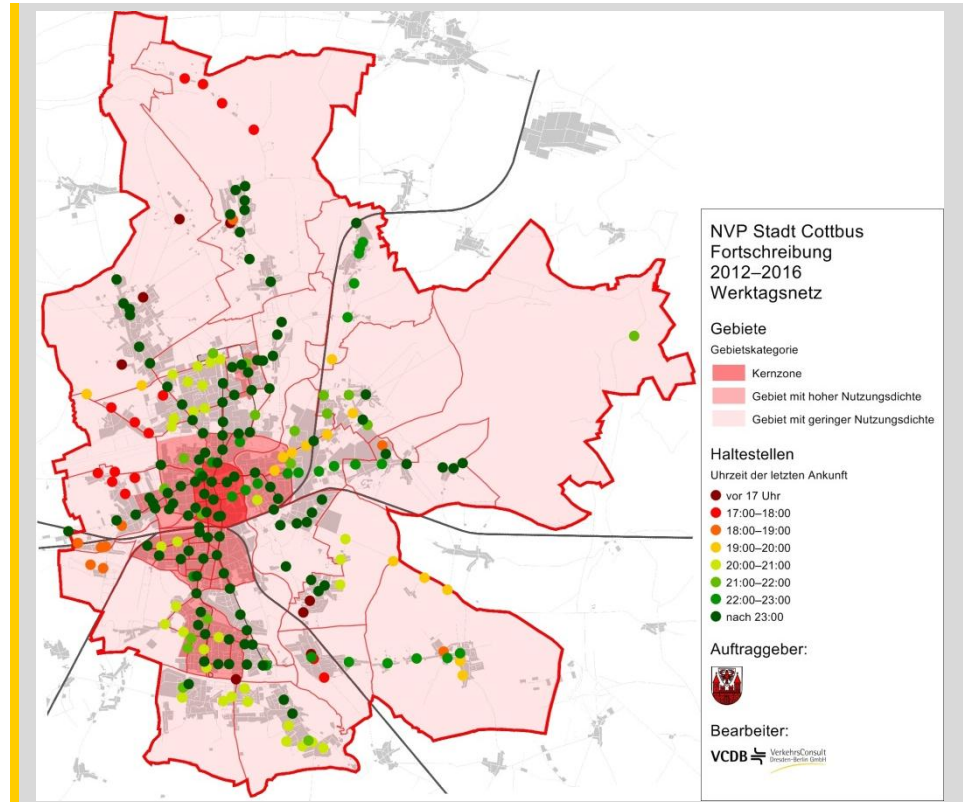 NVP Stadt Cottbus
Fortschreibung
2012–2016
Werktagsnetz
Gebiete
Gebietskategorie
Kernzone
Gebiet mit hoher Nutzungsdichte
Gebiet mit geringer Nutzungsdichte
Haltestellen
Uhrzeit der letzten Ankunft
vor 17 Uhr
17:00–18:00
18:00–19:00
19:00–20:00
20:00–21:00
21:00–22:00
22:00–23:00
nach 23:00
Auftraggeber:
Bearbeiter:
VCDB VerkehrsConsult
Dresden-Berlin GmbH